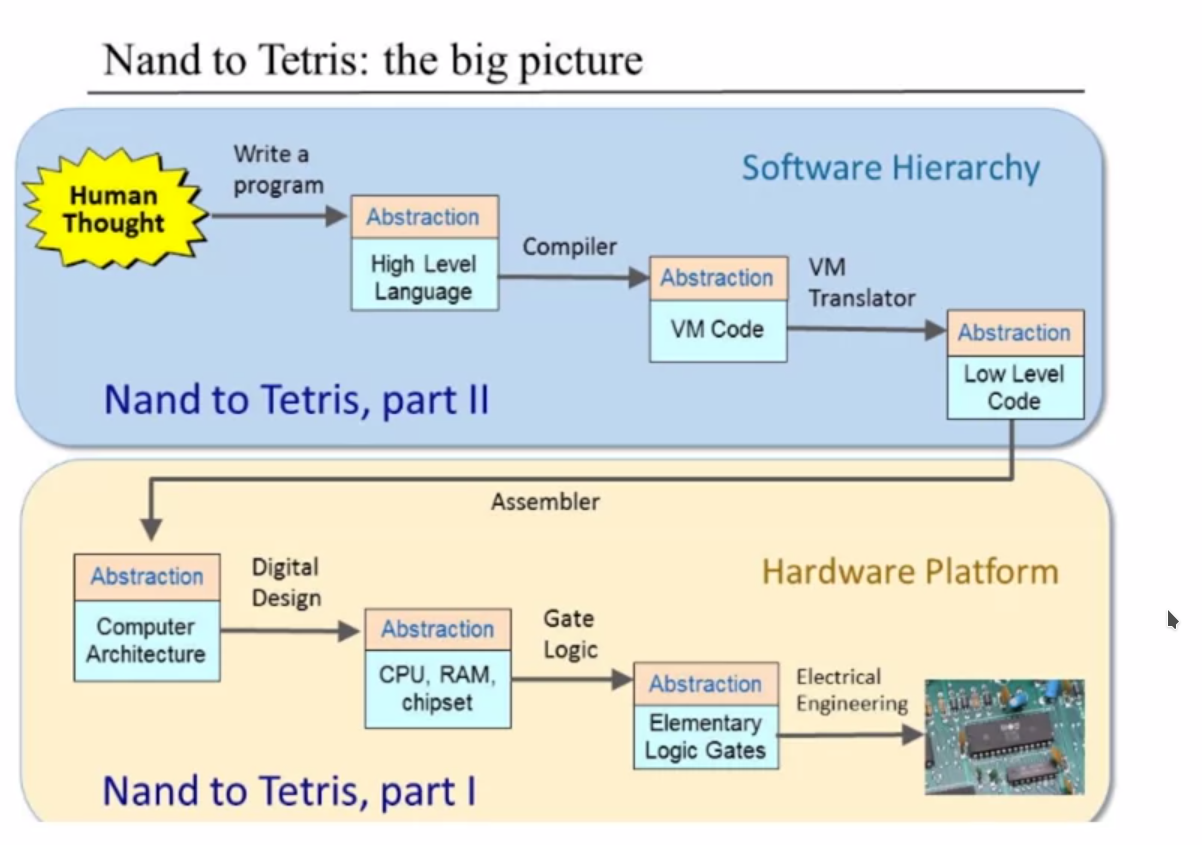 Nand to Tetris: the big picture
Software Hierarchy
Human
Thought
Write a
program
Abstraction
High Level
Language
Compiler
Abstraction
VM Code
VM
Translator
Abstraction
Low Level
Code
Nand to Tetris, part II
Assembler
Hardware Platform
Abstraction
Computer
Architecture
Digital
Design
Abstraction
CPU, RAM,
chipset
Gate
Logic
Abstraction
Elementary
Logic Gates
Electrical
Engineering
Nand to Tetris, part I